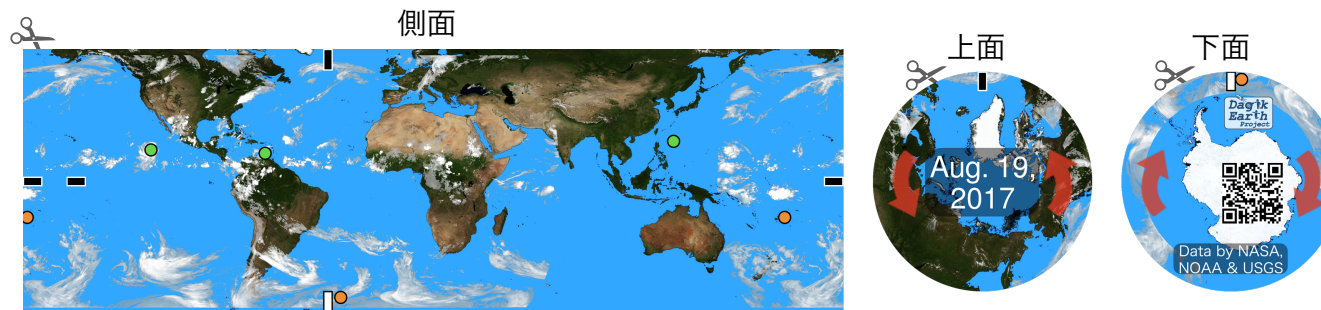 側面
上面
下面
Aug. 19,
2017
Dagik
Earth
Project
Data by NASA,
NOAA & USGS